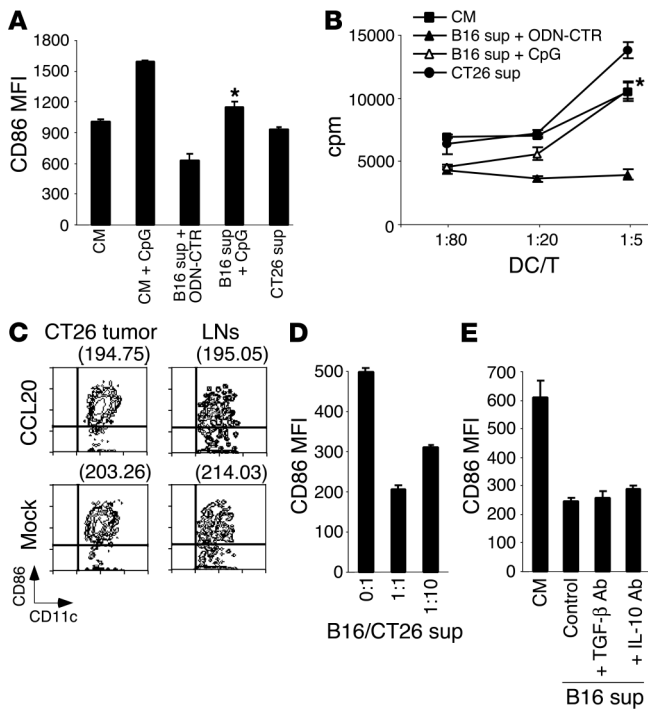 A
CD86 MFI
1800
1500
1200
900
600
300
0
*
CM
CM + CpG
B16 sup +
ODN-CTR
B16 sup
+ CpG
CT26 sup
B
CM
B16 sup + ODN-CTR
B16 sup + CpG
CT26 sup
cpm
15000
10000
5000
0
*
1:80
1:20
1:5
DC/T
C
CT26 tumor
LNs
(194.75)
(195.05)
CCL20
(203.26)
(214.03)
Mock
CD86
CD11c
D
CD86 MFI
500
400
300
200
100
0
0:1
1:1
1:10
B16/CT26 sup
E
CD86 MFI
700
600
500
400
300
200
100
0
CM
Control
+ TGF-β Ab
+ IL-10 Ab
B16 sup